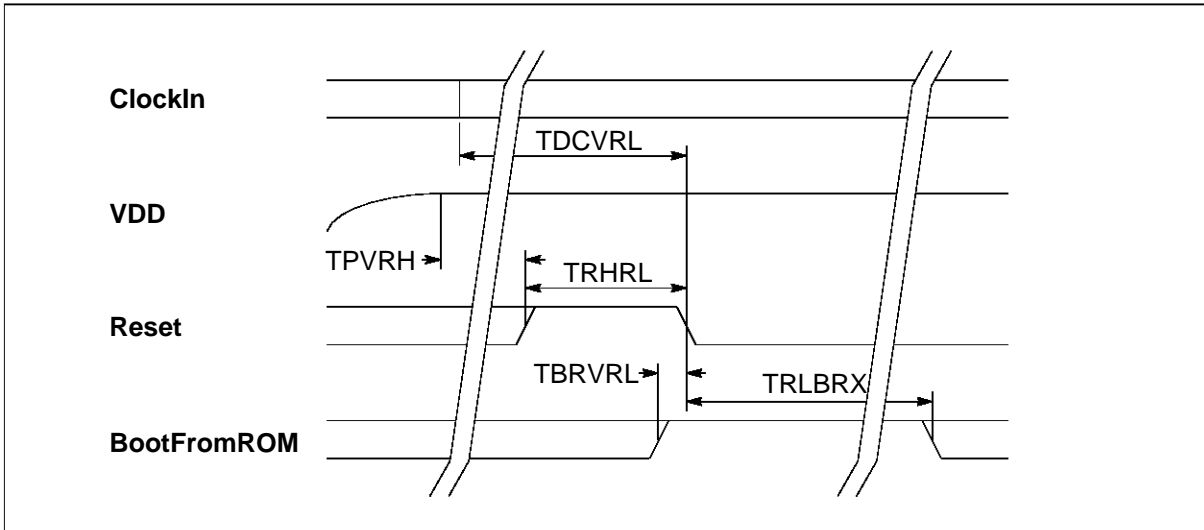 ClockIn
TDCVRL
VDD
TPVRH
TRHRL
Reset
TBRVRL
TRLBRX
BootFromROM